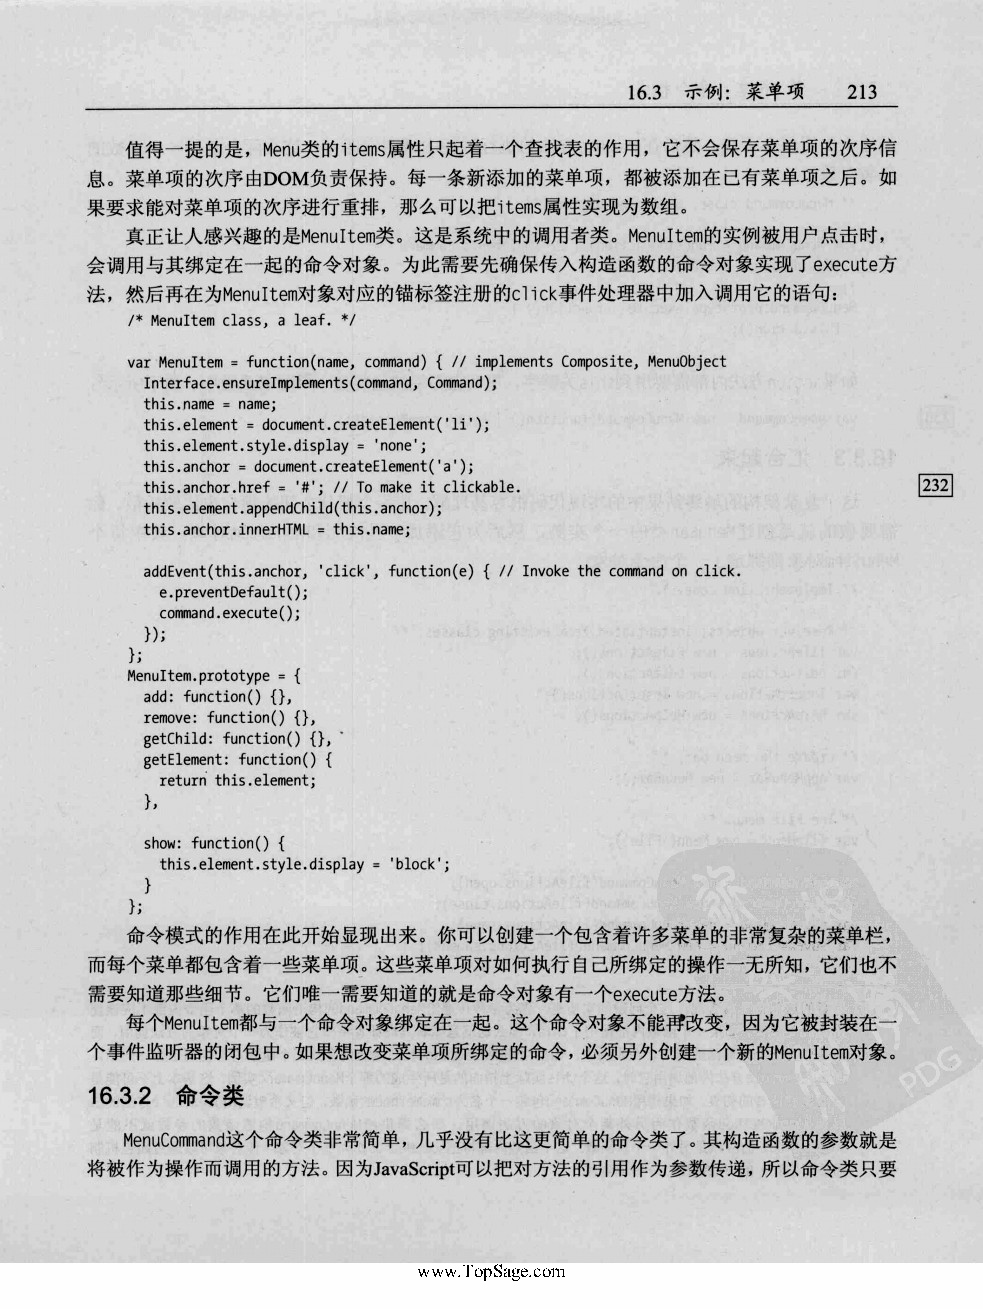 16.3 示例：菜单项 213
值得一提的是，Menu类的items属性只起着一个查找表的作用，它不会保存菜单项的次序信
息。菜单项的次序由DOM负责保持。每一条新添加的菜单项，都被添加在已有菜单项之后。如
果要求能对菜单项的次序进行重排，那么可以把items属性实现为数组。
真正让人感兴趣的是MenuItem类。这是系统中的调用者类。MenuItem的实例被用户点击时，
会调用与其绑定在一起的命令对象。为此需要先确保传入构造函数的命令对象实现了execute方
法，然后再在为MenuItem对象对应的锚标签注册的click事件处理器中加入调用它的语句：
/* MenuItem class, a leaf. */
var MenuItem = function(name, command) { // implements Composite, MenuObject
Interface.ensureImplements(command, Command);
this.name = name;
this.element = document.createElement('li');
this.element.style.display = 'none';
this.anchor = document.createElement('a');
this.anchor.href = '#'; // To make it clickable.
232
this.element.appendChild(this.anchor);
this.anchor.innerHTML = this.name;
addEvent(this.anchor, 'click', function(e) { // Invoke the command on click.
e.preventDefault();
command.execute();
});
};
MenuItem.prototype = {
add: function() {},
remove: function() {},
getChild: function() {},
getElement: function() {
return this.element;
},
show: function() {
this.element.style.display = 'block';
}
};
命令模式的作用在此开始显现出来。你可以创建一个包含着许多菜单的非常复杂的菜单栏，
而每个菜单都包含着一些菜单项。这些菜单项对如何执行自己所绑定的操作一无所知，它们也不
需要知道那些细节。它们唯一需要知道的就是命令对象有一个execute方法。
每个MenuItem都与一个命令对象绑定在一起。这个命令对象不能再改变，因为它被封装在一
个事件监听器的闭包中。如果想改变菜单项所绑定的命令，必须另外创建一个新的MenuItem对象。
16.3.2 命令类
MenuCommand这个命令类非常简单，几乎没有比这更简单的命令类了。其构造函数的参数就是
将被作为操作而调用的方法。因为JavaScript可以把对方法的引用作为参数传递，所以命令类只要
PDG
www.TopSage.com